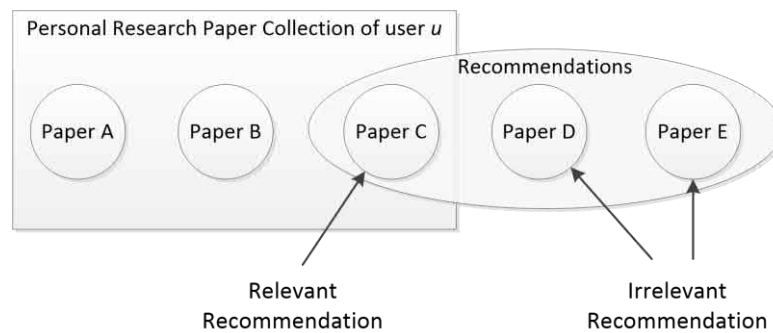 Personal Research Paper Collection of user u
Recommendations
Paper A
Paper B
Paper C
Paper D
Paper E
Relevant
Recommendation
Irrelevant
Recommendation